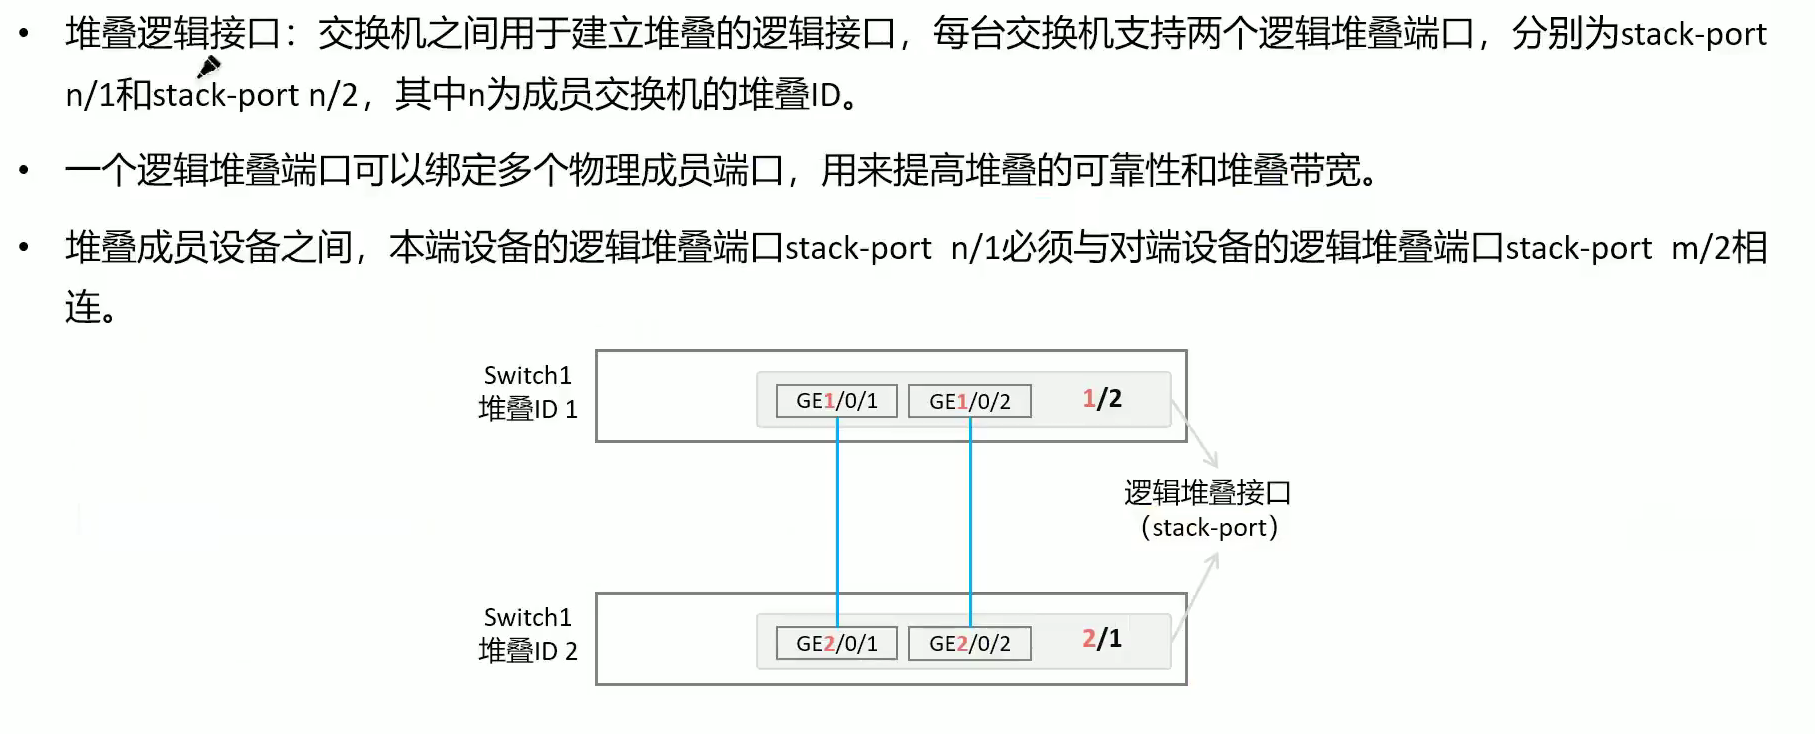 • 堆叠逻辑接口：交换机之间用于建立堆叠的逻辑接口，每台交换机支持两个逻辑堆叠端口，分别为stack-port
n/1和stack-port n/2，其中n为成员交换机的堆叠ID。
• 一个逻辑堆叠端口可以绑定多个物理成员端口，用来提高堆叠的可靠性和堆叠带宽。
• 堆叠成员设备之间，本端设备的逻辑堆叠端口stack-port n/1必须与对端设备的逻辑堆叠端口stack-port m/2相
连。
Switch1
堆叠ID 1
GE1/0/1 GE1/0/2 1/2
逻辑堆叠接口
（stack-port）
Switch1
堆叠ID 2
GE2/0/1 GE2/0/2 2/1